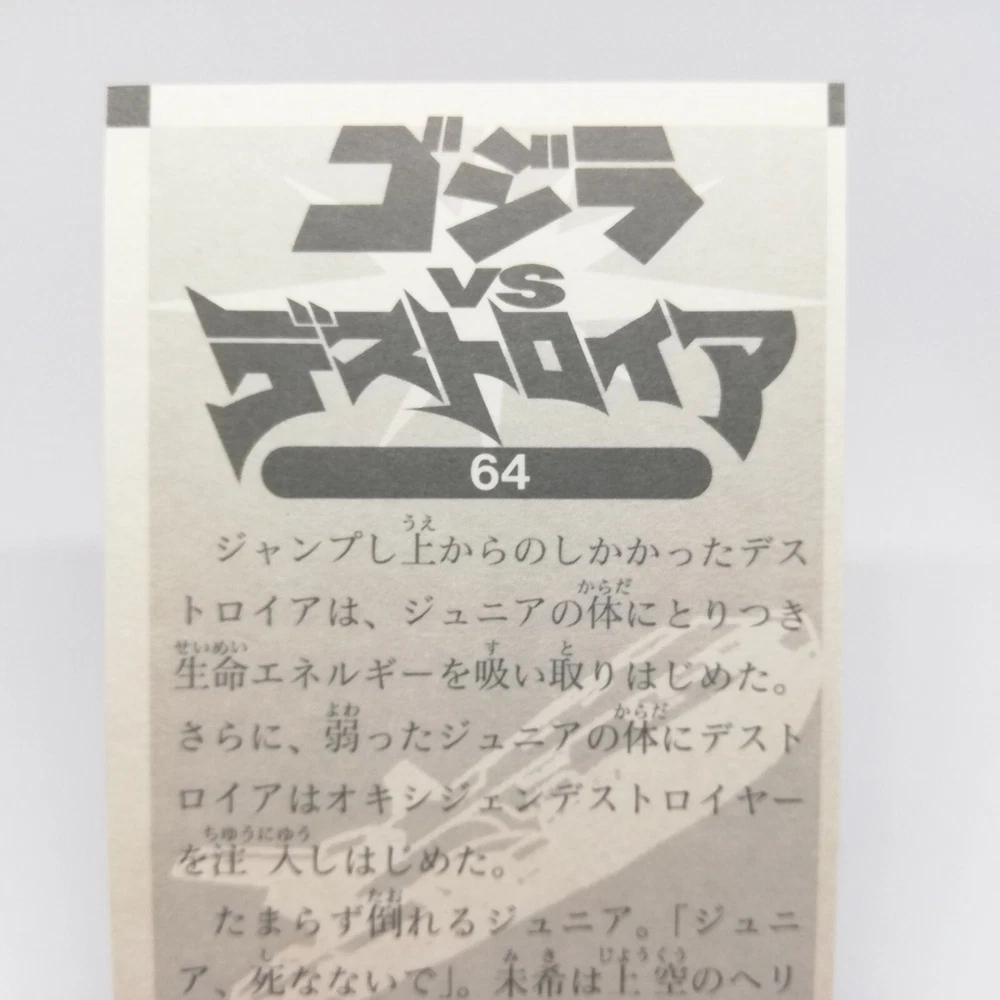 ゴジラ
VS
デストロイア
64
ジャンプし上からのしかかったデス
トロイアは、ジュニアの体にとりつき
生命エネルギーを吸い取りはじめた。
さらに、弱ったジュニアの体にデスト
ロイアはオキシジェンデストロイヤー
を注入しはじめた。
たまらず倒れるジュニア。「ジュニ
ア、死なないで」。未希は上空のヘリ